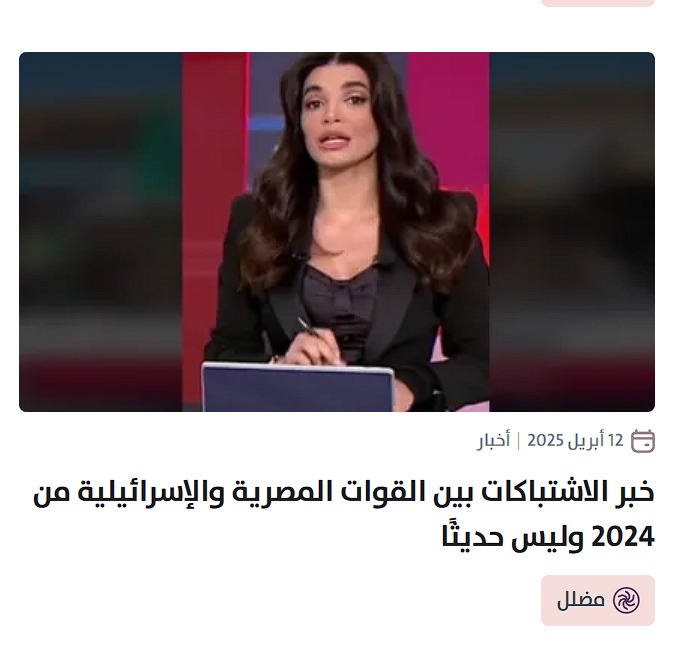 12 أبريل 2025 | أخبار
خبر الاشتباكات بين القوات المصرية والإسرائيلية من
2024 وليس حديثًا
مضلل